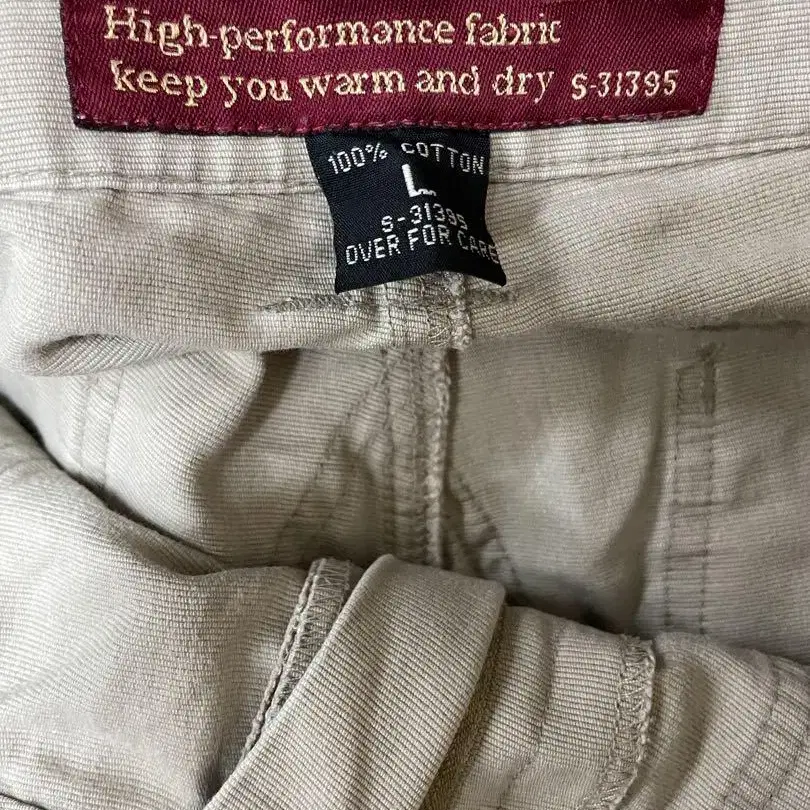 High-performance fabric
keep you warm and dry S-31395
100% COTTON
L
S-31395
OVER FOR CARE